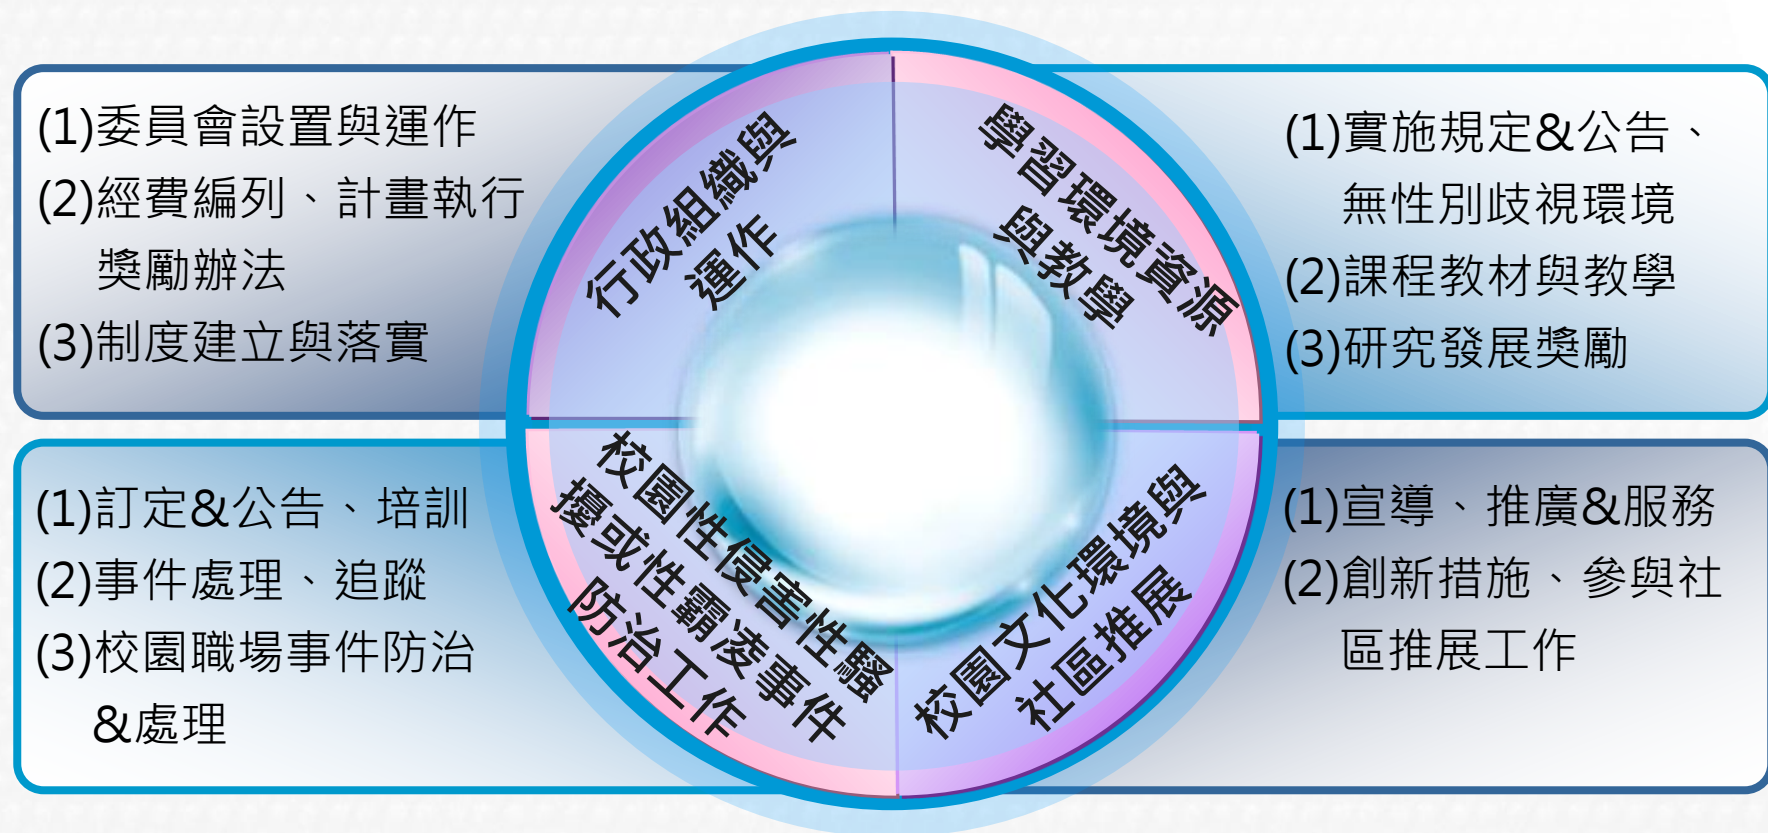 (1)委員會設置與運作
(2)經費編列、計畫執行
獎勵辦法
(3)制度建立與落實
行政組織與
運作
學習環境資源
與教學
(1)實施規定&公告、
無性別歧視環境
(2)課程教材與教學
(3)研究發展獎勵
(1)訂定&公告、培訓
(2)事件處理、追蹤
(3)校園職場事件防治
&處理
校園性侵害性騷
擾或性霸凌事件
防治工作
校園文化環境與
社區推展
(1)宣導、推廣&服務
(2)創新措施、參與社
區推展工作